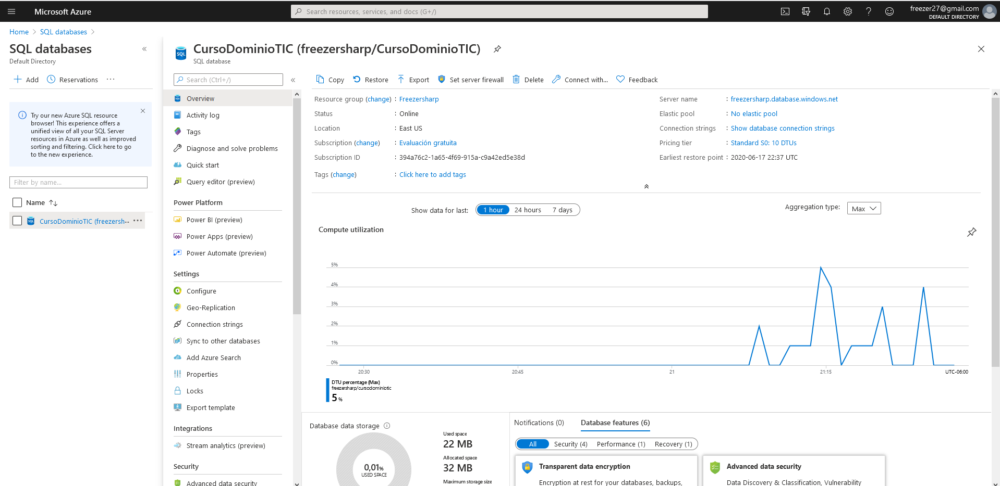 Microsoft Azure
Search resources, services, and docs (G+/)
freezer27@gmail.com
DEFAULT DIRECTORY
Home > SQL databases >
SQL databases
Default Directory
Add Reservations ...
Try our new Azure SQL resource
browser! This experience offers a
unified view of all your SQL Server
resources in Azure as well as improved
sorting and filtering. Click here to go
to the new experience.
Filter by name...
Name
CursoDominioTIC (freezersh... ...
SQL
CursoDominioTIC (freezersharp/CursoDominioTIC)
SQL database
Search (Ctrl+/)
Overview
Activity log
Tags
Diagnose and solve problems
Quick start
Query editor (preview)
Power Platform
Power BI (preview)
Power Apps (preview)
Power Automate (preview)
Settings
Configure
Geo-Replication
Connection strings
Sync to other databases
Add Azure Search
Properties
Locks
Export template
Integrations
Stream analytics (preview)
Security
Advanced data security
Copy Restore Export Set server firewall Delete Connect with... Feedback
Resource group (change) : Freezersharp
Status : Online
Location : East US
Subscription (change) : Evaluación gratuita
Subscription ID : 394a76c2-1a65-4f69-915a-c9a42ed5e38d
Tags (change) : Click here to add tags
Server name : freezersharp.database.windows.net
Elastic pool : No elastic pool
Connection strings : Show database connection strings
Pricing tier : Standard S0: 10 DTUs
Earliest restore point : 2020-06-17 22:37 UTC
Show data for last: 1 hour 24 hours 7 days
Aggregation type: Max
Compute utilization
5%
4%
3%
2%
1%
0%
20:30 20:45 21 21:15 UTC-06:00
DTU percentage (Max)
freezersharp/cursodominiotic
5 %
Database data storage
0,01%
USED SPACE
Used space
22 MB
Allocated space
32 MB
Maximum storage size
Notifications (0) Database features (6)
All Security (4) Performance (1) Recovery (1)
Transparent data encryption
Encryption at rest for your databases, backups,
Advanced data security
Data Discovery & Classification, Vulnerability